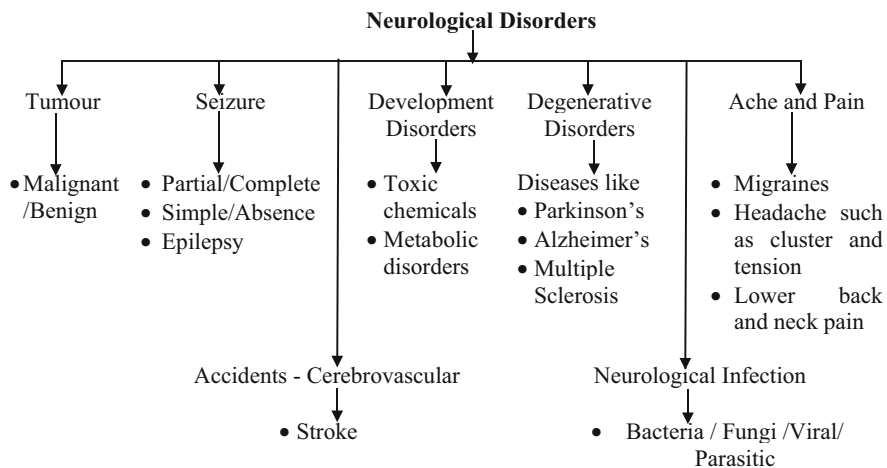 Neurological Disorders
Tumour
• Malignant
/Benign
Seizure
• Partial/Complete
• Simple/Absence
• Epilepsy
Development
Disorders
• Toxic
chemicals
• Metabolic
disorders
Degenerative
Disorders
Diseases like
• Parkinson's
• Alzheimer's
• Multiple
Sclerosis
Ache and Pain
• Migraines
• Headache such
as cluster and
tension
• Lower back
and neck pain
Accidents - Cerebrovascular
• Stroke
Neurological Infection
• Bacteria / Fungi /Viral/
Parasitic